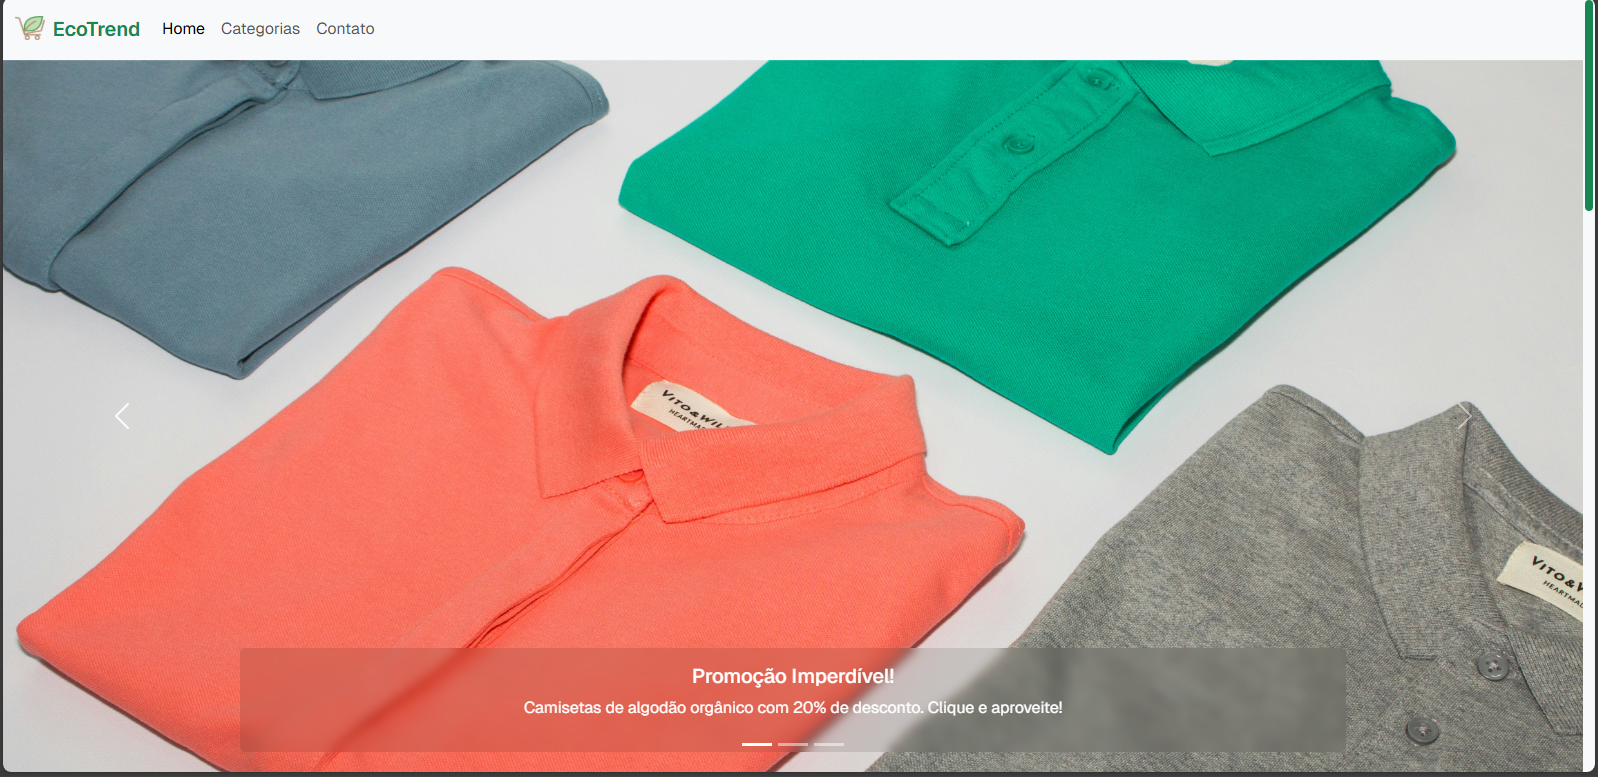 EcoTrend Home Categorias Contato
VITO&WIL
HEARTMA
VITO&W
HEARTMA
Promoção Imperdível!
Camisetas de algodão orgânico com 20% de desconto. Clique e aproveite!